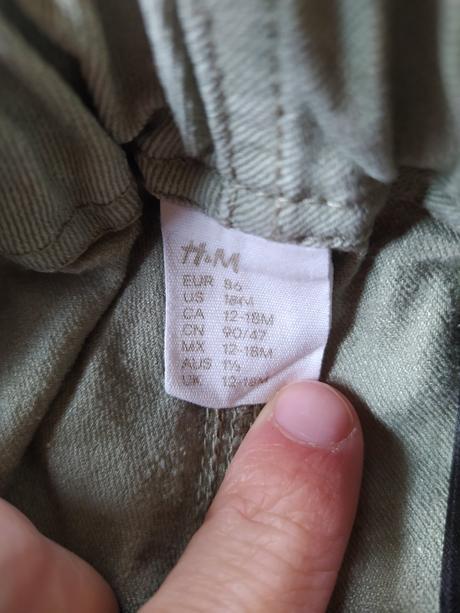 H&M
EUR 86
US 18M
CA 12-18M
CN 90/47
MX 12-18M
AUS 1½
UK 12-18M